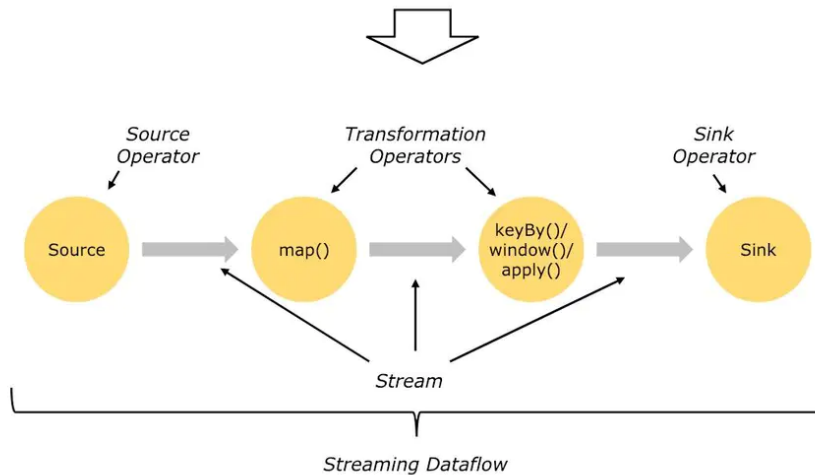 Source
Operator
Transformation
Operators
Sink
Operator
Source
map()
keyBy()/
window()/
apply()
Sink
Stream
Streaming Dataflow